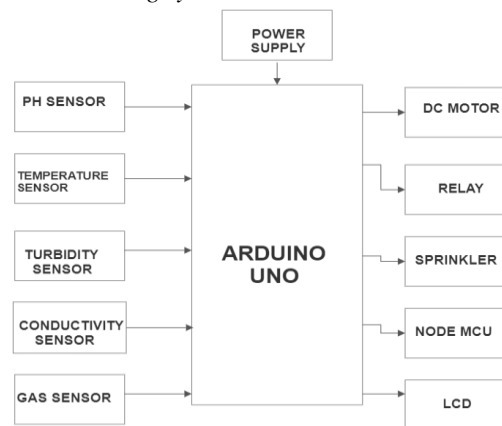 POWER
SUPPLY
PH SENSOR
TEMPERATURE
SENSOR
TURBIDITY
SENSOR
CONDUCTIVITY
SENSOR
GAS SENSOR
ARDUINO
UNO
DC MOTOR
RELAY
SPRINKLER
NODE MCU
LCD